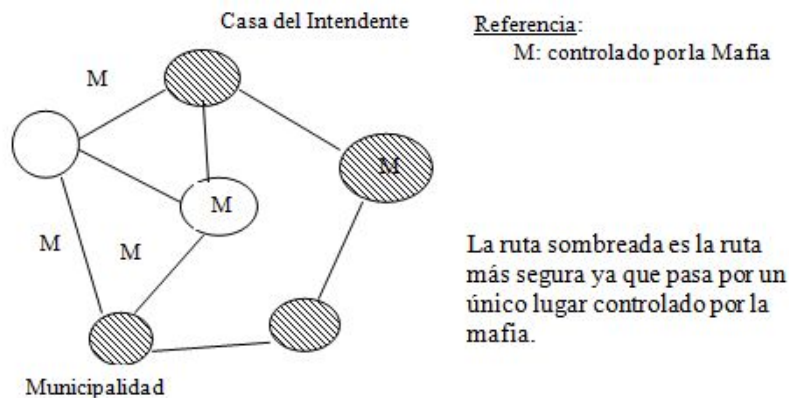 Casa del Intendente
Referencia:
M: controlado por la Mafia
M
M
M
M
M
La ruta sombreada es la ruta
más segura ya que pasa por un
único lugar controlado por la
mafia.
Municipalidad